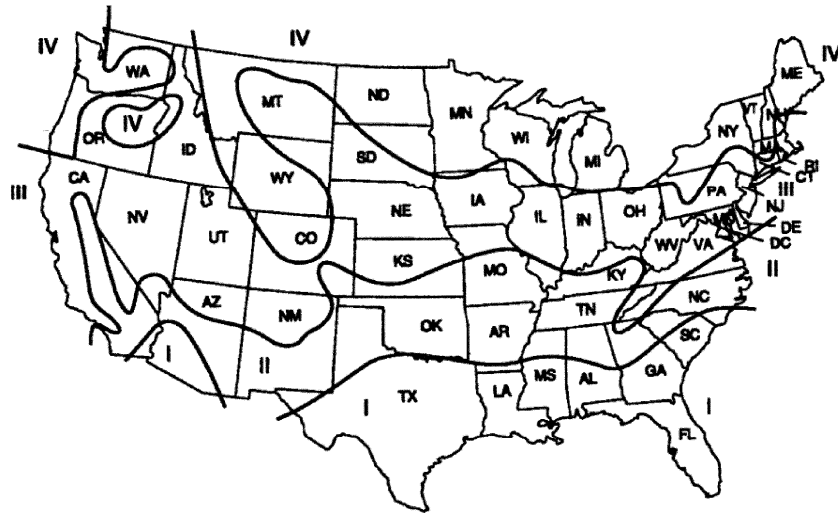 IV
IV
IV
WA
MT
ND
MN
ME
VT
NH
OR
IV
ID
SD
WI
MI
NY
MA
RI
CT
III
CA
WY
IA
PA
III
NJ
NV
UT
CO
NE
IL
IN
OH
MD
DE
DC
WV
VA
KS
MO
KY
II
AZ
NM
OK
AR
TN
NC
SC
I
II
I
TX
LA
MS
AL
GA
FL
I